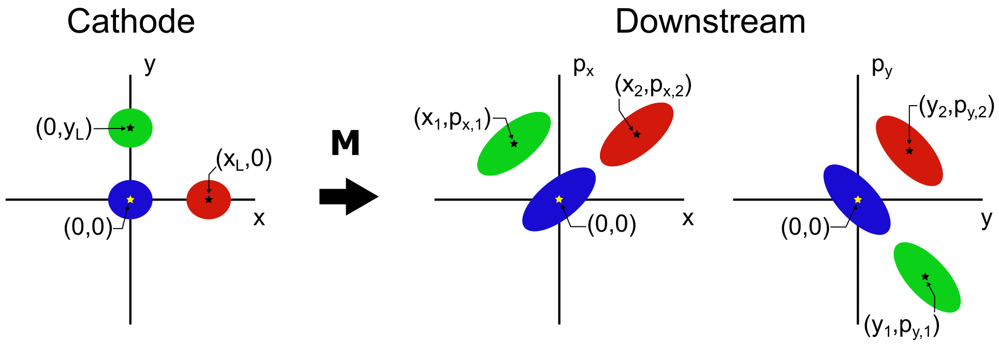 Cathode
Downstream
y
(0,y_L)
(x_L,0)
(0,0)
x
M
p_x
(x_1,p_x,1)
(x_2,p_x,2)
(0,0)
x
p_y
(y_2,p_y,2)
(0,0)
y
(y_1,p_y,1)